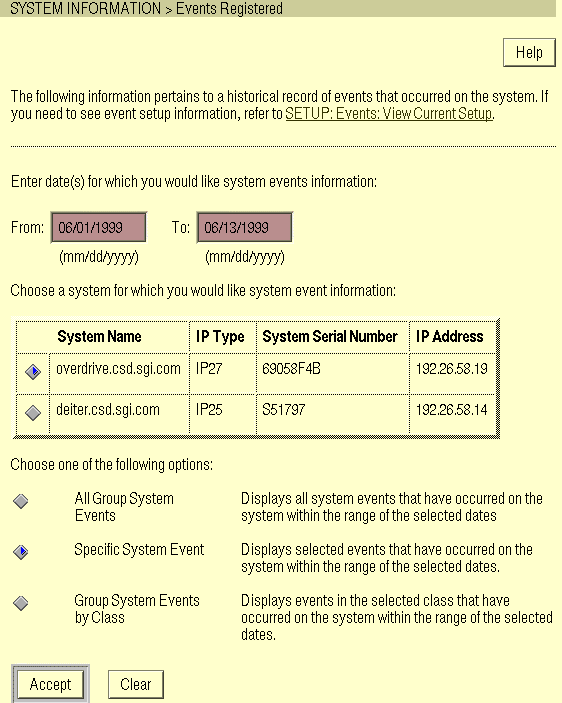 SYSTEM INFORMATION > Events Registered
Help
The following information pertains to a historical record of events that occurred on the system. If
you need to see event setup information, refer to SETUP: Events: View Current Setup.
Enter date(s) for which you would like system events information:
From: 06/01/1999 To: 06/13/1999
(mm/dd/yyyy) (mm/dd/yyyy)
Choose a system for which you would like system event information:
System Name IP Type System Serial Number IP Address
overdrive.csd.sgi.com IP27 69058F4B 192.26.58.19
deiter.csd.sgi.com IP25 S51797 192.26.58.14
Choose one of the following options:
All Group System Displays all system events that have occurred on the
Events system within the range of the selected dates
Specific System Event Displays selected events that have occurred on the
system within the range of the selected dates.
Group System Events Displays events in the selected class that have
by Class occurred on the system within the range of the selected
dates.
Accept Clear